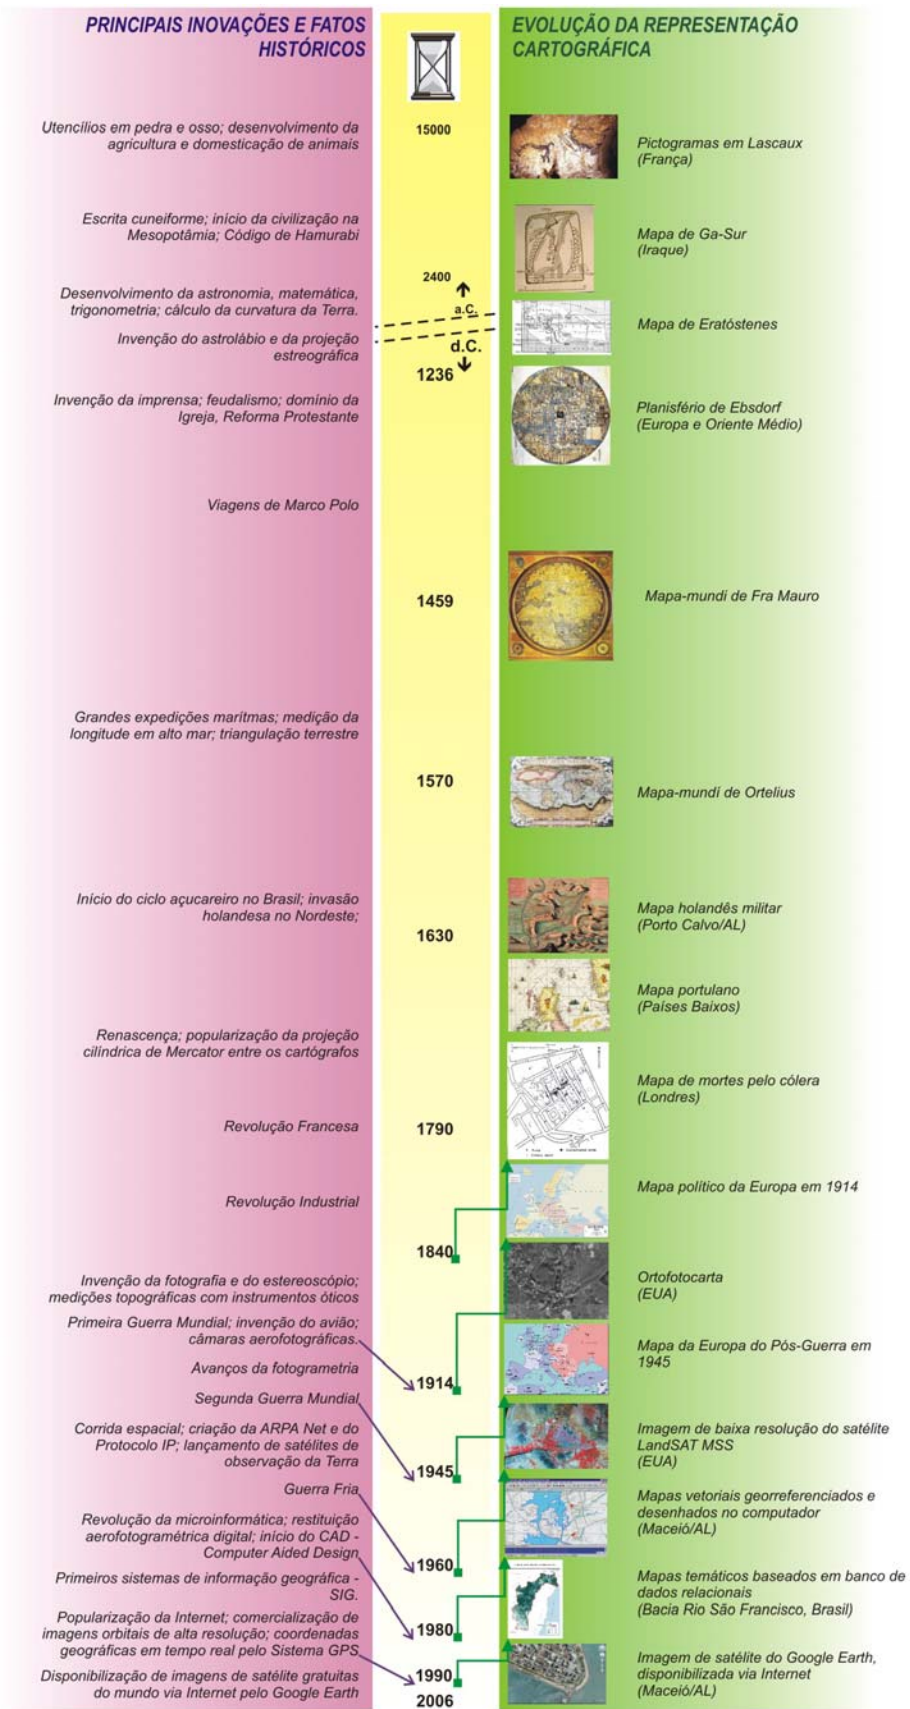 PRINCIPAIS INOVAÇÕES E FATOS
HISTÓRICOS
EVOLUÇÃO DA REPRESENTAÇÃO
CARTOGRÁFICA
Utencílios em pedra e osso; desenvolvimento da
agricultura e domesticação de animais
15000
Pictogramas em Lascaux
(França)
Escrita cuneiforme; início da civilização na
Mesopotâmia; Código de Hamurabi
Mapa de Ga-Sur
(Iraque)
2400
Desenvolvimento da astronomia, matemática,
trigonometria; cálculo da curvatura da Terra.
a.C.
Mapa de Eratóstenes
Invenção do astrolábio e da projeção
estreográfica
d.C.
1236
Invenção da imprensa; feudalismo; domínio da
Igreja, Reforma Protestante
Planisfério de Ebsdorf
(Europa e Oriente Médio)
Viagens de Marco Polo
1459
Mapa-mundi de Fra Mauro
Grandes expedições marítmas; medição da
longitude em alto mar; triangulação terrestre
1570
Mapa-mundi de Ortelius
Início do ciclo açucareiro no Brasil; invasão
holandesa no Nordeste;
1630
Mapa holandês militar
(Porto Calvo/AL)
Mapa portulano
(Países Baixos)
Renascença; popularização da projeção
cilíndrica de Mercator entre os cartógrafos
Mapa de mortes pelo cólera
(Londres)
Revolução Francesa
1790
Mapa político da Europa em 1914
Revolução Industrial
1840
Invenção da fotografia e do estereoscópio;
medições topográficas com instrumentos óticos
Ortofotocarta
(EUA)
Primeira Guerra Mundial; invenção do avião;
câmaras aerofotográficas.
Mapa da Europa do Pós-Guerra em
1945
Avanços da fotogrametria
1914
Segunda Guerra Mundial
Corrida espacial; criação da ARPA Net e do
Protocolo IP; lançamento de satélites de
observação da Terra
1945
Imagem de baixa resolução do satélite
LandSAT MSS
(EUA)
Guerra Fria
Mapas vetoriais georreferenciados e
desenhados no computador
(Maceió/AL)
Revolução da microinformática; restituição
aerofotogramétrica digital; início do CAD -
Computer Aided Design
1960
Primeiros sistemas de informação geográfica -
SIG.
Mapas temáticos baseados em banco de
dados relacionais
(Bacia Rio São Francisco, Brasil)
Popularização da Internet; comercialização de
imagens orbitais de alta resolução; coordenadas
geográficas em tempo real pelo Sistema GPS
1980
Disponibilização de imagens de satélite gratuitas
do mundo via Internet pelo Google Earth
1990
2006
Imagem de satélite do Google Earth,
disponibilizada via Internet
(Maceió/AL)